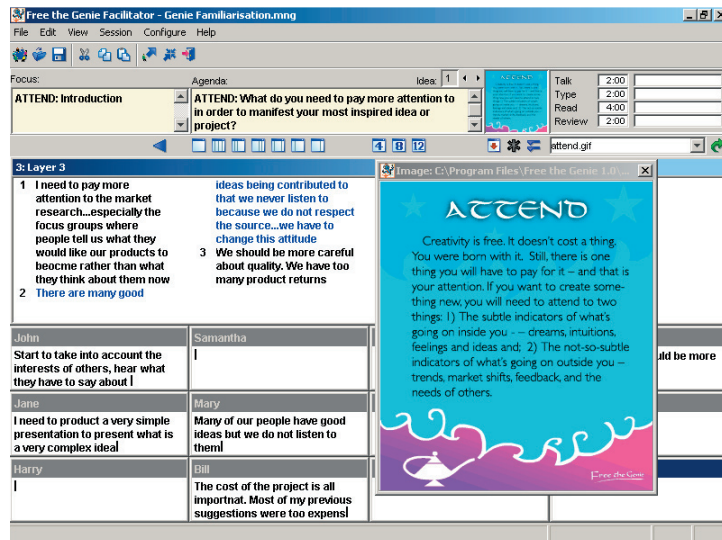 Free the Genie Facilitator - Genie Familiarisation.mng
File Edit View Session Configure Help
Focus:
Agenda:
Idea: 1
ATTEND: Introduction
ATTEND: What do you need to pay more attention to
in order to manifest your most inspired idea or
project?
Talk 2:00
Type 2:00
Read 4:00
Review 2:00
4 8 12
attend.gif
3: Layer 3
1 I need to pay more
attention to the market
research...especially the
focus groups where
people tell us what they
would like our products to
beocme rather than what
they think about them now
2 There are many good
ideas being contributed to
that we never listen to
because we do not respect
the source...we have to
change this attitude
3 We should be more careful
about quality. We have too
many product returns
Image: C:\Program Files\Free the Genie 1.0\...
ATTEND
Creativity is free. It doesn't cost a thing.
You were born with it. Still, there is one
thing you will have to pay for it – and that is
your attention. If you want to create some-
thing new, you will need to attend to two
things: 1) The subtle indicators of what's
going on inside you - – dreams, intuitions,
feelings and ideas and; 2) The not-so-subtle
indicators of what's going on outside you –
trends, market shifts, feedback, and the
needs of others.
Free the Genie
John
Start to take into account the
interests of others, hear what
they have to say about
Samantha
uld be more
Jane
I need to product a very simple
presentation to present what is
a very complex idea
Mary
Many of our people have good
ideas but we do not listen to
them
Harry
Bill
The cost of the project is all
importnat. Most of my previous
suggestions were too expens